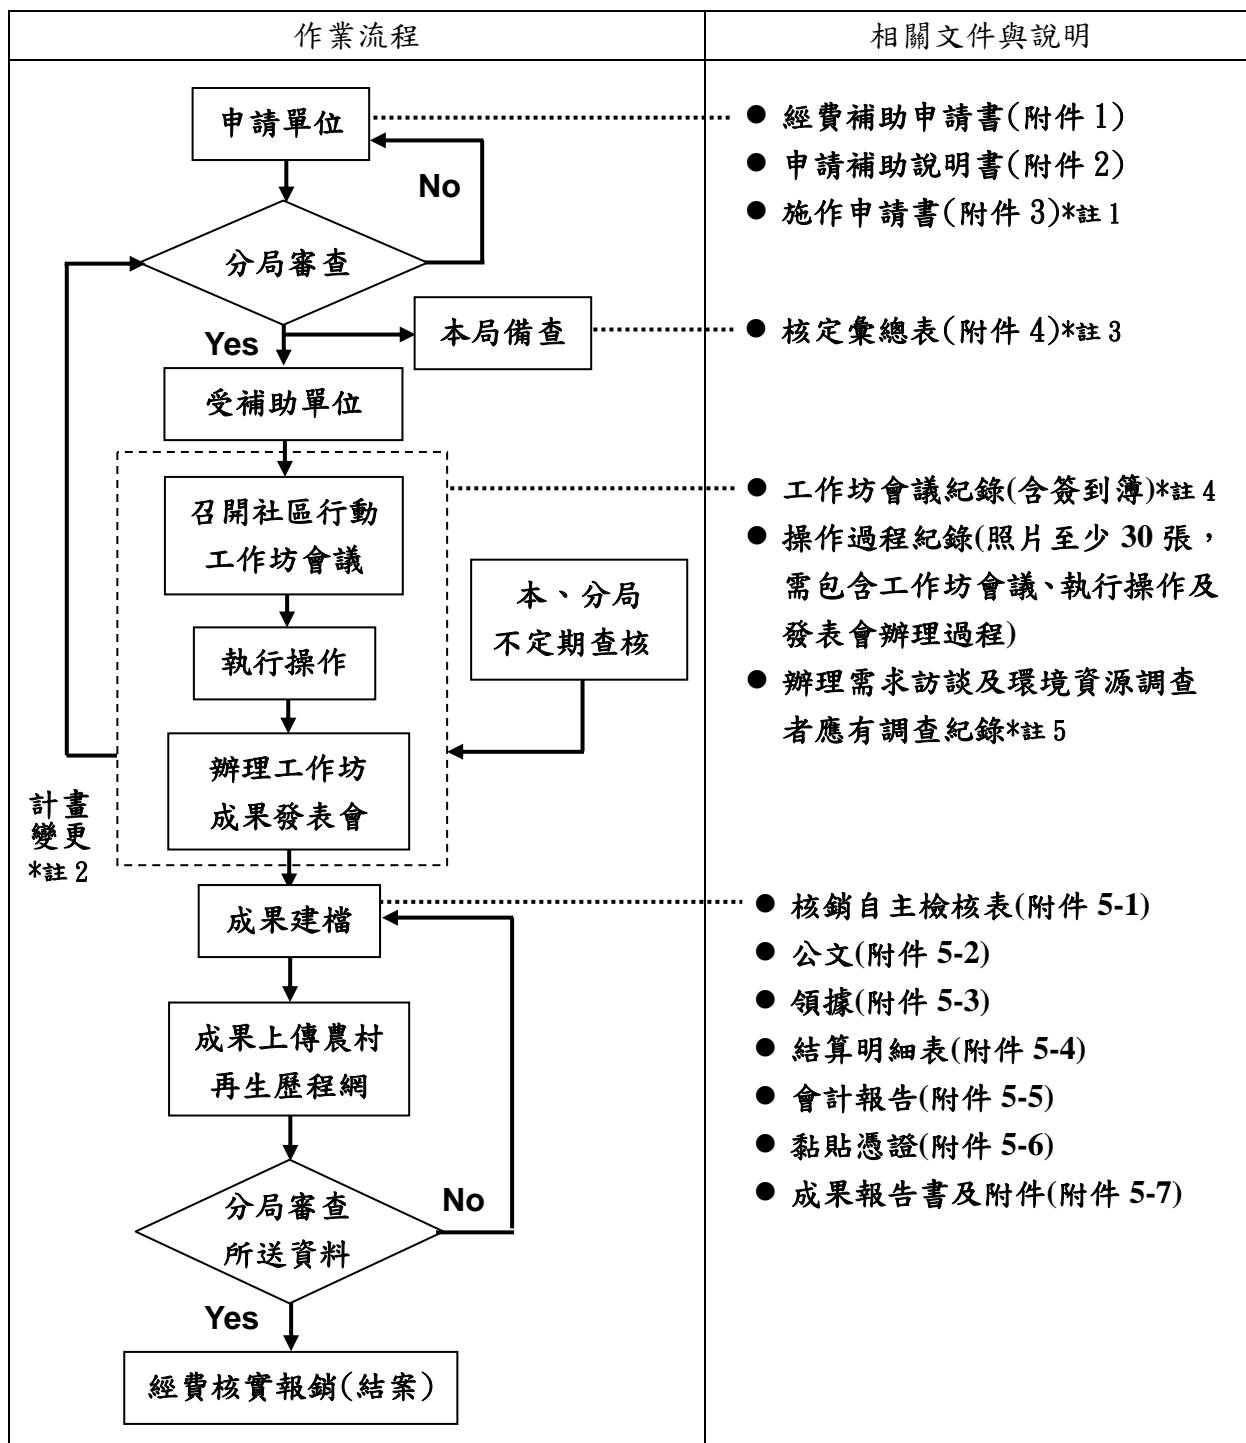 作業流程
相關文件與說明
申請單位
No
分局審查
Yes
本局備查
受補助單位
召開社區行動
工作坊會議
執行操作
本、分局
不定期查核
辦理工作坊
成果發表會
計畫
變更
*註 2
成果建檔
成果上傳農村
再生歷程網
分局審查
所送資料
No
Yes
經費核實報銷(結案)
● 經費補助申請書(附件 1)
● 申請補助說明書(附件 2)
● 施作申請書(附件 3)*註 1
● 核定彙總表(附件 4)*註 3
● 工作坊會議紀錄(含簽到簿)*註 4
● 操作過程紀錄(照片至少 30 張，
需包含工作坊會議、執行操作及
發表會辦理過程)
● 辦理需求訪談及環境資源調查
者應有調查紀錄*註 5
● 核銷自主檢核表(附件 5-1)
● 公文(附件 5-2)
● 領據(附件 5-3)
● 結算明細表(附件 5-4)
● 會計報告(附件 5-5)
● 黏貼憑證(附件 5-6)
● 成果報告書及附件(附件 5-7)